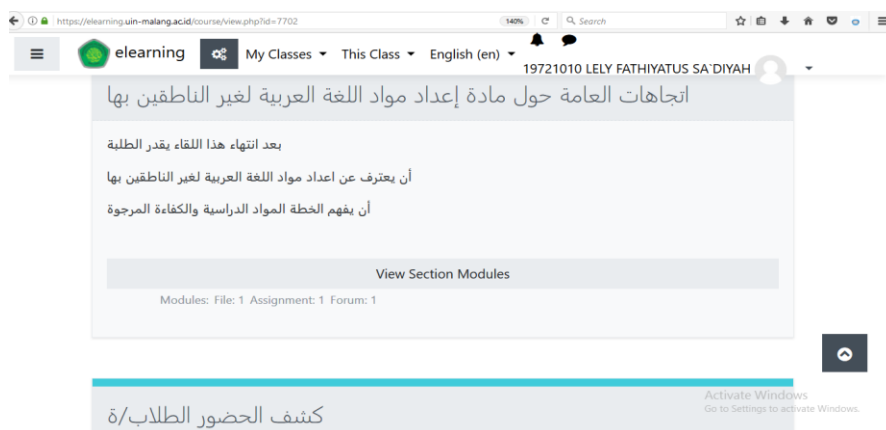 https://elearning.uin-malang.ac.id/course/view.php?id=7702
140%
Search
elearning
My Classes
This Class
English (en)
19721010 LELY FATHIYATUS SA`DIYAH
اتجاهات العامة حول مادة إعداد مواد اللغة العربية لغير الناطقين بها
بعد انتهاء هذا اللقاء يقدر الطلبة
أن يعترف عن اعداد مواد اللغة العربية لغير الناطقين بها
أن يفهم الخطة المواد الدراسية والكفاءة المرجوة
View Section Modules
Modules: File: 1 Assignment: 1 Forum: 1
كشف الحضور الطلاب/ة
Activate Windows
Go to Settings to activate Windows.